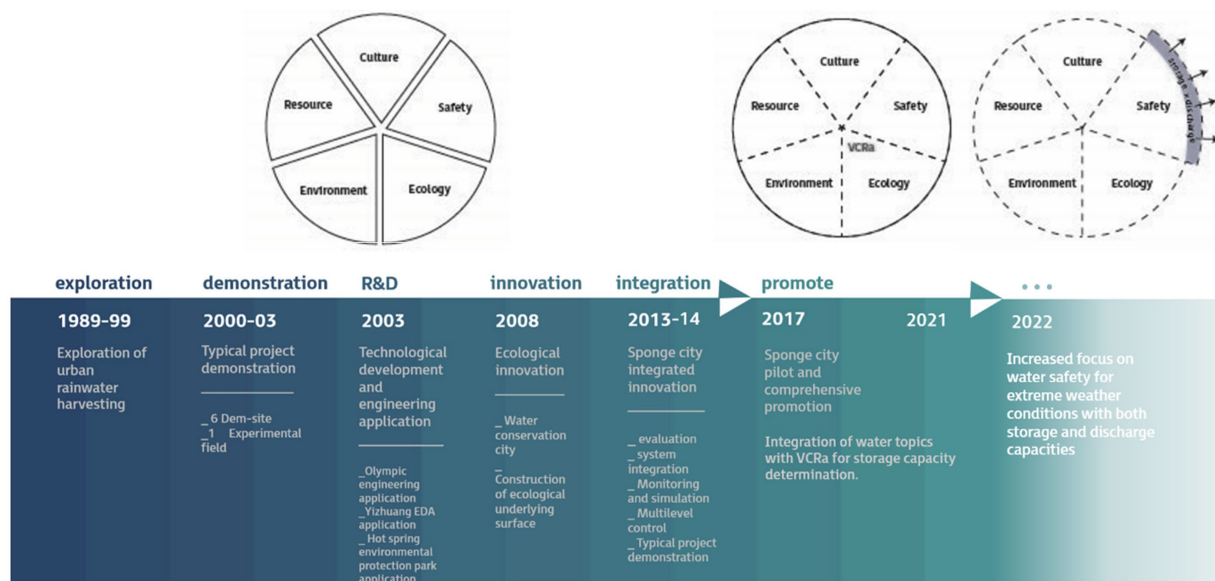 Culture
Resource
Safety
Environment
Ecology
Culture
Resource
Safety
VCRa
Environment
Ecology
Culture
Resource
Safety
storage + discharge
Environment
Ecology
exploration
1989-99
Exploration of
urban
rainwater
harvesting
demonstration
2000-03
Typical project
demonstration
_ 6 Dem-site
_1 Experimental
field
R&D
2003
Technological
development
and
engineering
application
_Olympic
engineering
application
_Yizhuang EDA
application
_ Hot spring
environmental
protection park
application
innovation
2008
Ecological
innovation
_ Water
conservation
city
_
Construction
of ecological
underlying
surface
integration
2013-14
Sponge city
integrated
innovation
_ evaluation
_ system
integration
_ Monitoring
and simulation
_ Multilevel
control
_ Typical project
demonstration
promote
2017
2021
Sponge city
pilot and
comprehensive
promotion
Integration of water topics
with VCRa for storage capacity
determination.
...
2022
Increased focus on
water safety for
extreme weather
conditions with both
storage and discharge
capacities